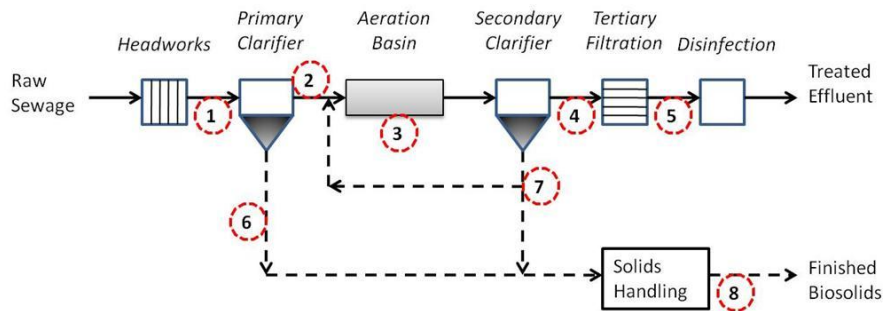 Headworks
Primary
Clarifier
Aeration
Basin
Secondary
Clarifier
Tertiary
Filtration
Disinfection
Raw
Sewage
1
2
3
4
5
Treated
Effluent
6
7
Solids
Handling
8
Finished
Biosolids